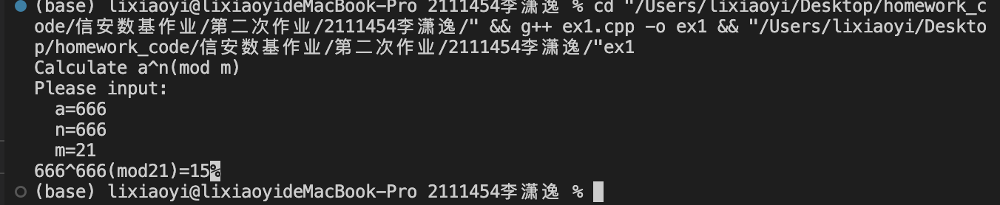 (base) lixiaoyi@lixiaoyideMacBook-Pro 2111454李潇逸 % cd "/Users/lixiaoyi/Desktop/homework_c
ode/信安数基作业/第二次作业/2111454李潇逸/" && g++ ex1.cpp -o ex1 && "/Users/lixiaoyi/Deskto
p/homework_code/信安数基作业/第二次作业/2111454李潇逸/"ex1
Calculate a^n(mod m)
Please input:
  a=666
  n=666
  m=21
666^666(mod21)=15%
(base) lixiaoyi@lixiaoyideMacBook-Pro 2111454李潇逸 %